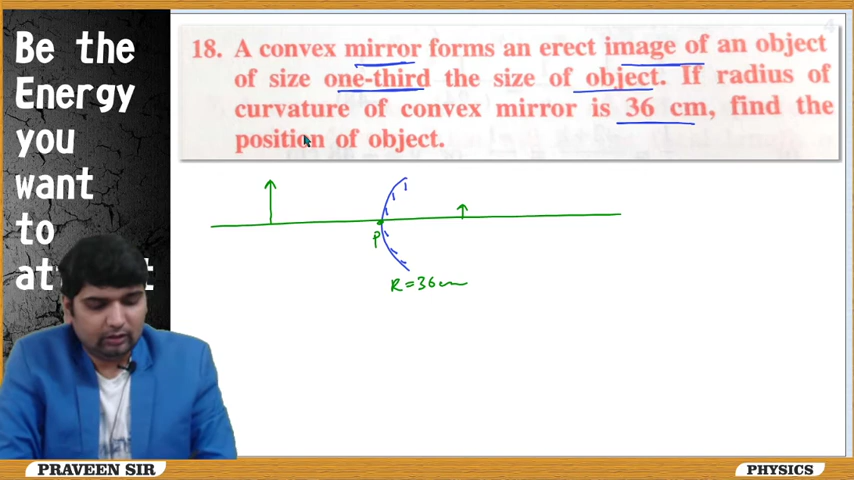 Be the
Energy
you
want
to
att
18. A convex mirror forms an erect image of an object
of size one-third the size of object. If radius of
curvature of convex mirror is 36 cm, find the
position of object.
4
P
R = 36 cm
PRAVEEN SIR
PHYSICS